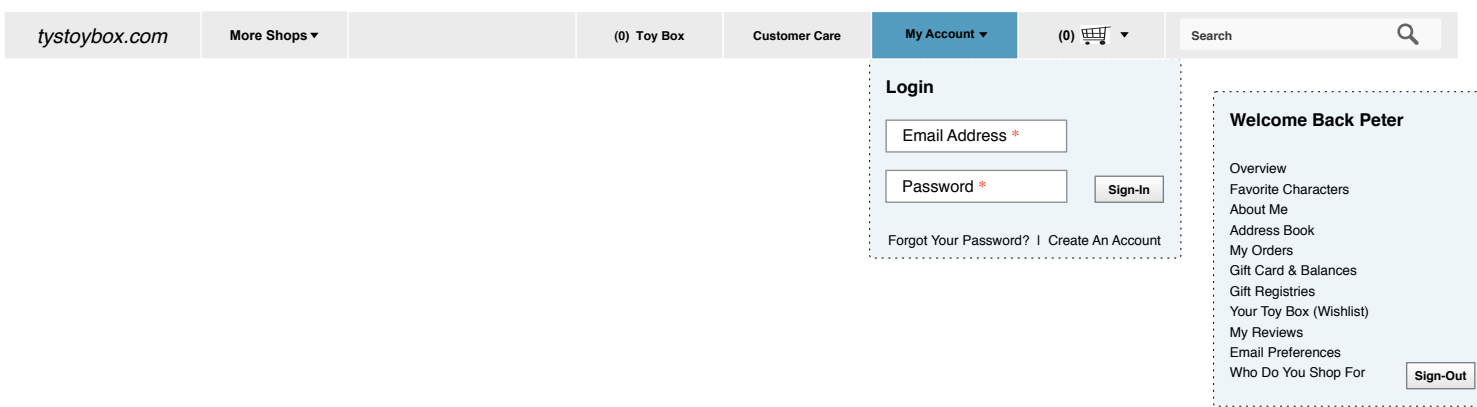 tystoybox.com More Shops (0) Toy Box Customer Care My Account (0) Search
Login
Email Address *
Password *
Sign-In
Forgot Your Password? | Create An Account
Welcome Back Peter
Overview
Favorite Characters
About Me
Address Book
My Orders
Gift Card & Balances
Gift Registries
Your Toy Box (Wishlist)
My Reviews
Email Preferences
Who Do You Shop For
Sign-Out